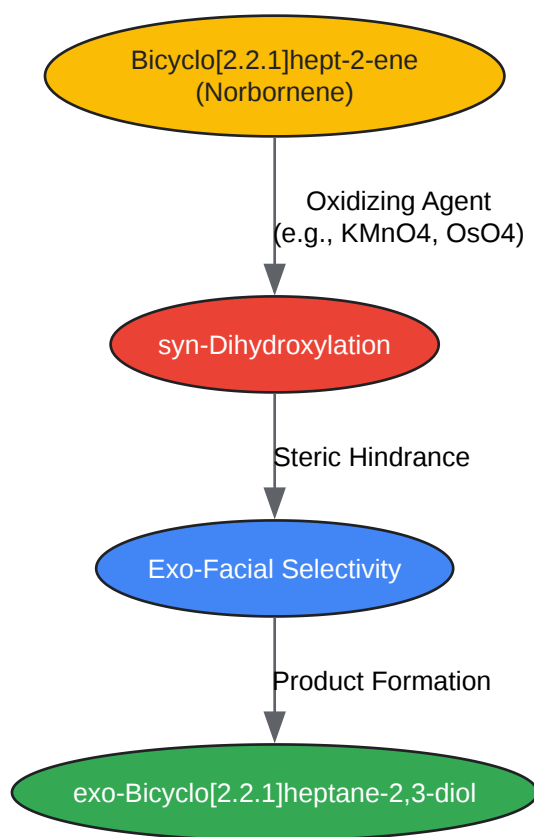 Bicyclo[2.2.1]hept-2-ene
(Norbornene)
Oxidizing Agent
(e.g., KMnO4, OsO4)
syn-Dihydroxylation
Steric Hindrance
Exo-Facial Selectivity
Product Formation
exo-Bicyclo[2.2.1]heptane-2,3-diol